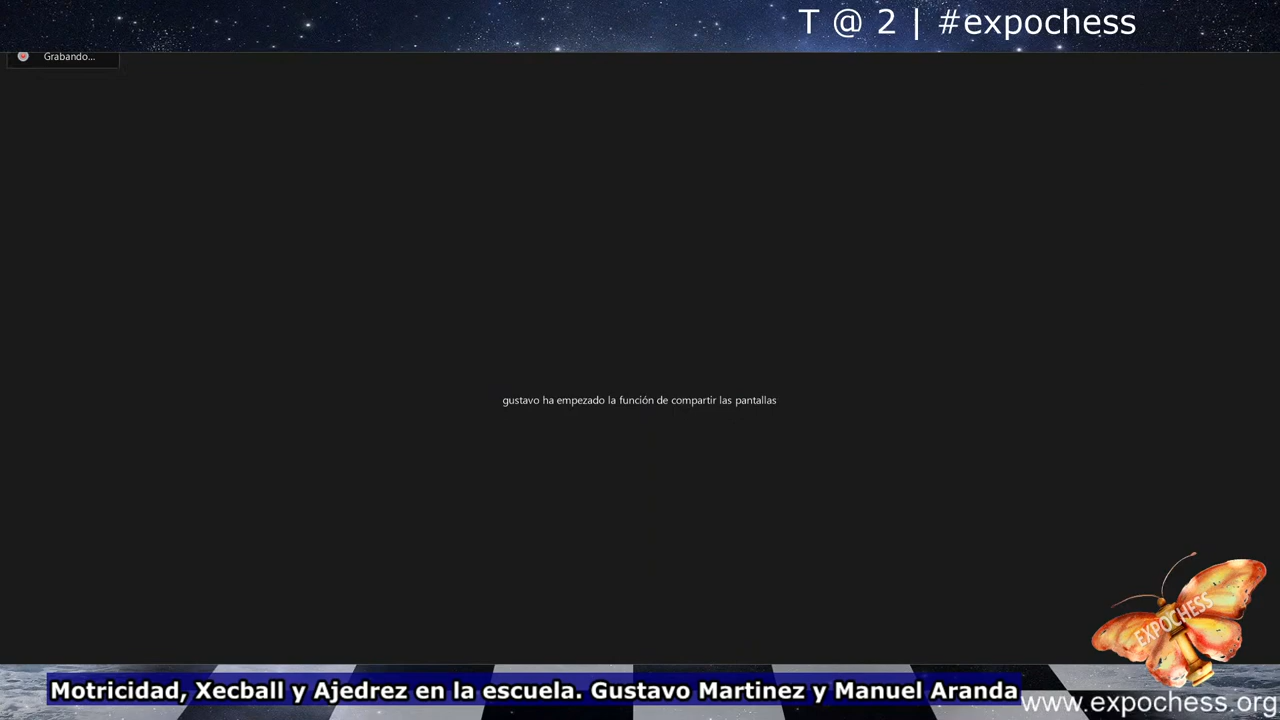 T @ 2 | #expochess
Grabando...
gustavo ha empezado la función de compartir las pantallas
EXPOCHESS
Motricidad, Xecball y Ajedrez en la escuela. Gustavo Martinez y Manuel Aranda
www.expochess.org